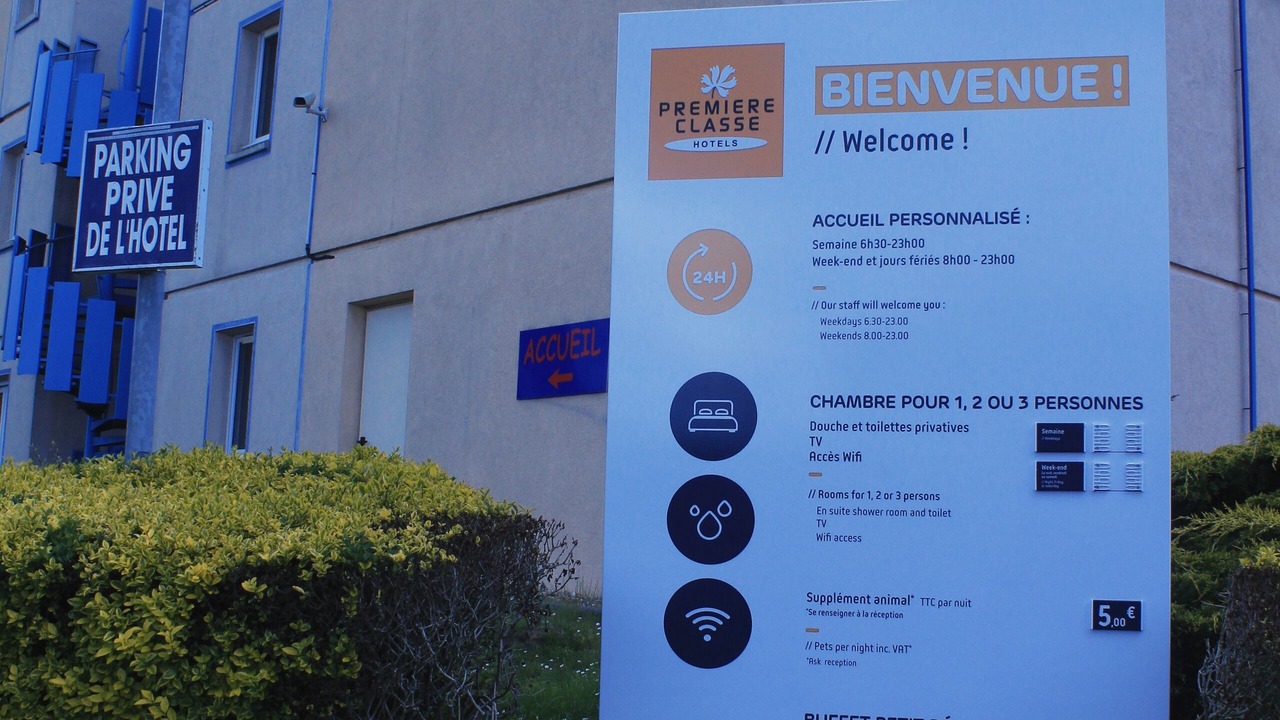 PARKING
PRIVE
DE L'HOTEL
ACCUEIL
PREMIERE
CLASSE
HOTELS
BIENVENUE !
// Welcome !
24H
ACCUEIL PERSONNALISÉ :
Semaine 6h30-23h00
Week-end et jours fériés 8h00 - 23h00
// Our staff will welcome you :
Weekdays 6.30-23.00
Weekends 8.00-23.00
CHAMBRE POUR 1, 2 OU 3 PERSONNES
Douche et toilettes privatives
TV
Accès Wifi
Semaine
Week-end
// Rooms for 1, 2 or 3 persons
En suite shower room and toilet
TV
Wifi access
Supplément animal* TTC par nuit
*Se renseigner à la réception
5,00€
// Pets per night inc. VAT*
*Ask reception